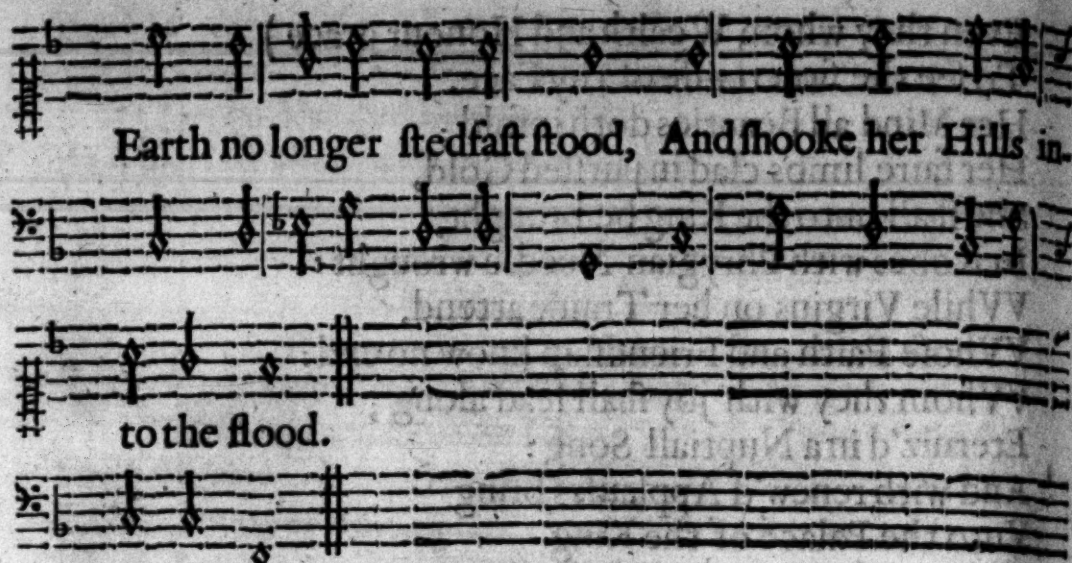 Earth no longer ſtedfaſt ſtood, And ſhooke her Hills in-
to the flood.